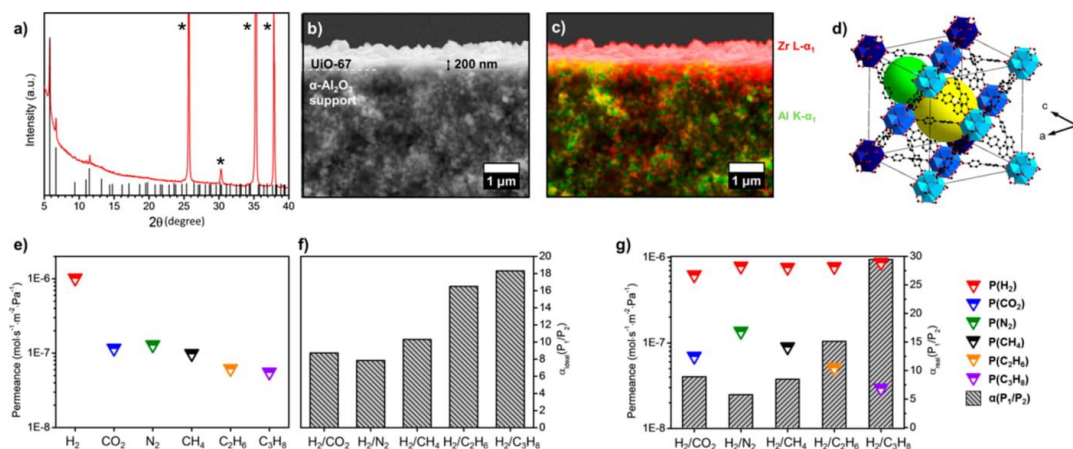 a)
Intensity (a.u.)
*
*
*
*
5
10
15
20
25
30
35
40
2θ (degree)
b)
UiO-67
200 nm
α-Al2O3
support
1 µm
c)
Zr L-α1
Al K-α1
1 µm
d)
c
a
e)
Permeance (mol·s-1·m-2·Pa-1)
1E-6
1E-7
1E-8
H2
CO2
N2
CH4
C2H6
C3H8
f)
20
18
16
14
12
10
8
6
4
2
0
αideal(P1/P2)
H2/CO2
H2/N2
H2/CH4
H2/C2H6
H2/C3H8
g)
Permeance (mol·s-1·m-2·Pa-1)
1E-6
1E-7
1E-8
30
25
20
15
10
5
0
αreal(P1/P2)
H2/CO2
H2/N2
H2/CH4
H2/C2H6
H2/C3H8
P(H2)
P(CO2)
P(N2)
P(CH4)
P(C2H6)
P(C3H8)
α(P1/P2)